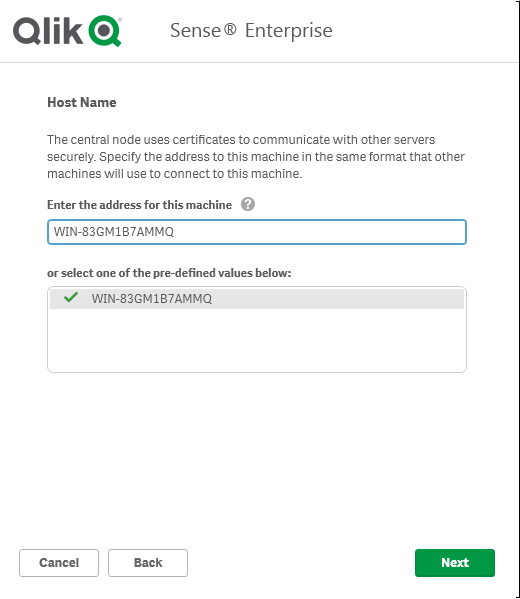 Qlik Q Sense® Enterprise
Host Name
The central node uses certificates to communicate with other servers
securely. Specify the address to this machine in the same format that other
machines will use to connect to this machine.
Enter the address for this machine ?
WIN-83GM1B7AMMQ
or select one of the pre-defined values below:
WIN-83GM1B7AMMQ
Cancel Back Next